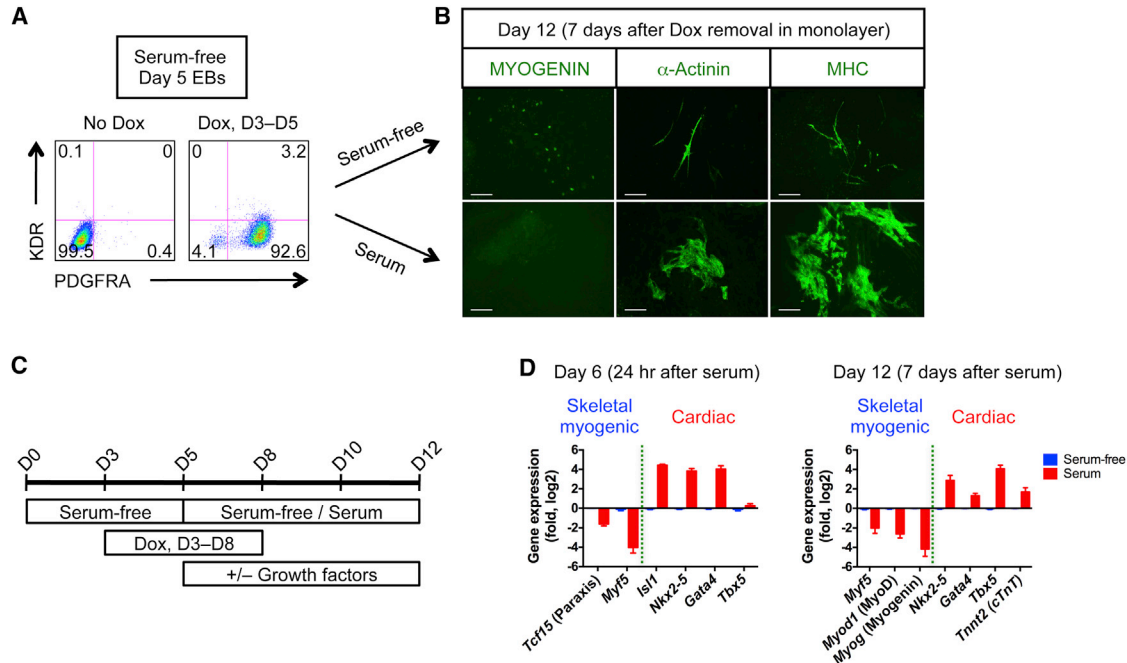 A
Serum-free
Day 5 EBs
No Dox
Dox, D3–D5
0.1
0
99.5
0.4
0
3.2
4.1
92.6
KDR
PDGFRA
Serum-free
Serum
B
Day 12 (7 days after Dox removal in monolayer)
MYOGENIN
α-Actinin
MHC
C
D0
D3
D5
D8
D10
D12
Serum-free
Serum-free / Serum
Dox, D3–D8
+/– Growth factors
D
Day 6 (24 hr after serum)
Skeletal
myogenic
Cardiac
Gene expression
(fold, log2)
6
4
2
0
-2
-4
-6
Tcf15 (Paraxis)
Myf5
Isl1
Nkx2-5
Gata4
Tbx5
Day 12 (7 days after serum)
Skeletal
myogenic
Cardiac
Gene expression
(fold, log2)
6
4
2
0
-2
-4
-6
Myf5
Myod1 (MyoD)
Myog (Myogenin)
Nkx2-5
Gata4
Tbx5
Tnnt2 (cTnT)
Serum-free
Serum